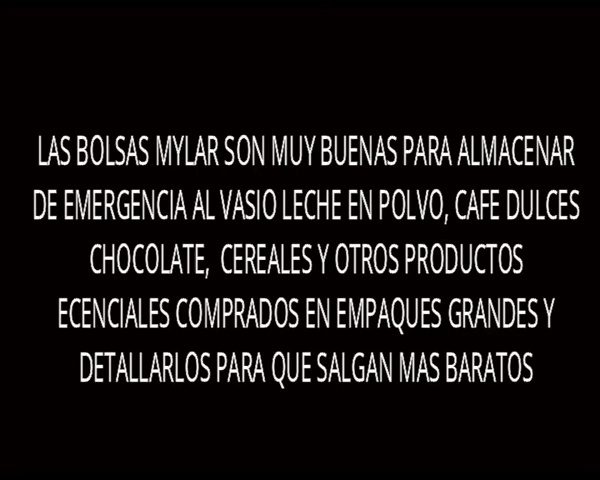 LAS BOLSAS MYLAR SON MUY BUENAS PARA ALMACENAR
DE EMERGENCIA AL VASIO LECHE EN POLVO, CAFE DULCES
CHOCOLATE, CEREALES Y OTROS PRODUCTOS
ECENCIALES COMPRADOS EN EMPAQUES GRANDES Y
DETALLARLOS PARA QUE SALGAN MAS BARATOS